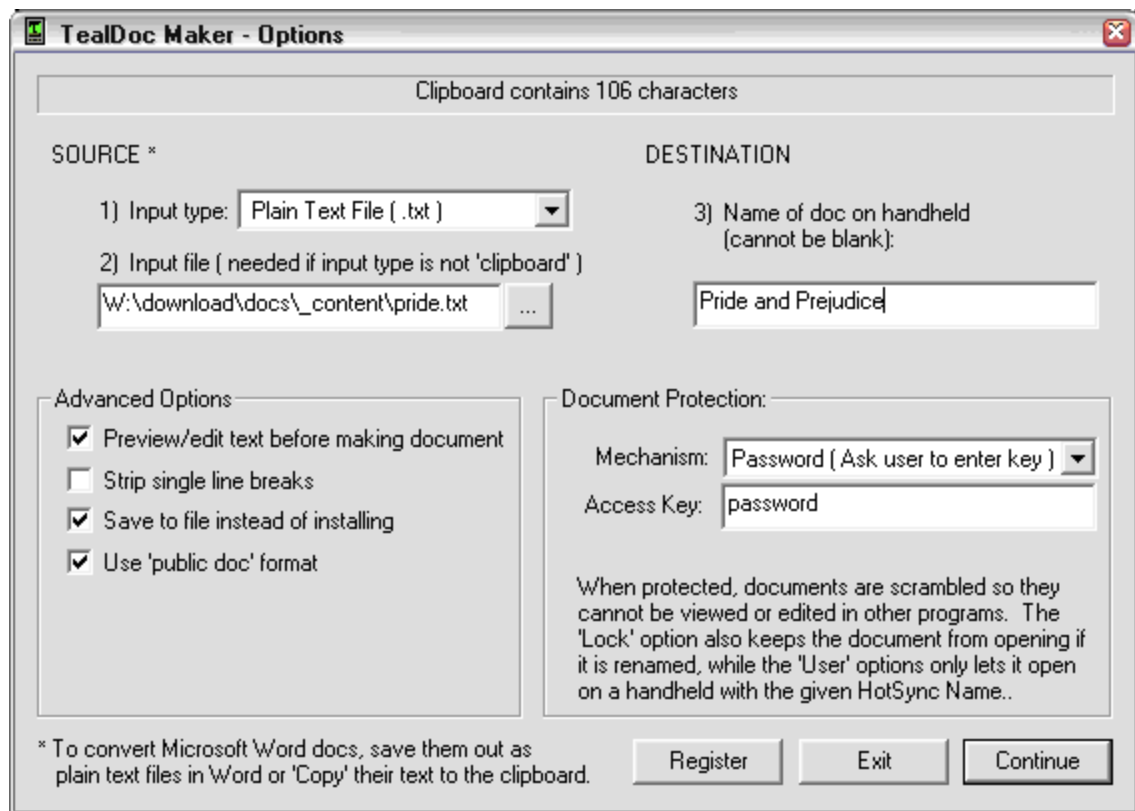 TealDoc Maker - Options
Clipboard contains 106 characters
SOURCE *
1) Input type: Plain Text File ( .txt )
2) Input file ( needed if input type is not 'clipboard' )
W:\download\docs\_content\pride.txt ...
DESTINATION
3) Name of doc on handheld
(cannot be blank):
Pride and Prejudice
Advanced Options
Preview/edit text before making document
Strip single line breaks
Save to file instead of installing
Use 'public doc' format
Document Protection:
Mechanism: Password ( Ask user to enter key )
Access Key: password
When protected, documents are scrambled so they
cannot be viewed or edited in other programs. The
'Lock' option also keeps the document from opening if
it is renamed, while the 'User' options only lets it open
on a handheld with the given HotSync Name..
* To convert Microsoft Word docs, save them out as
plain text files in Word or 'Copy' their text to the clipboard.
Register Exit Continue